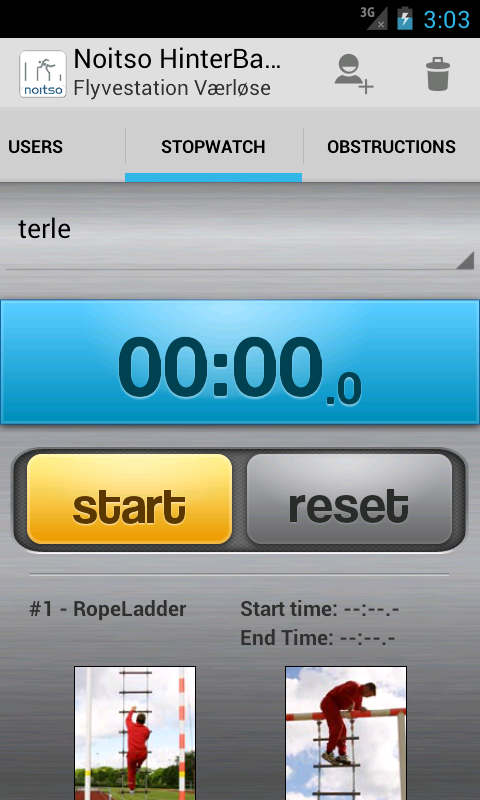 3G
3:03
noitso
Noitso HinterBa...
Flyvestation Værløse
USERS
STOPWATCH
OBSTRUCTIONS
terle
00:00.0
start
reset
#1 - RopeLadder
Start time: --:--.-
End Time: --:--.-